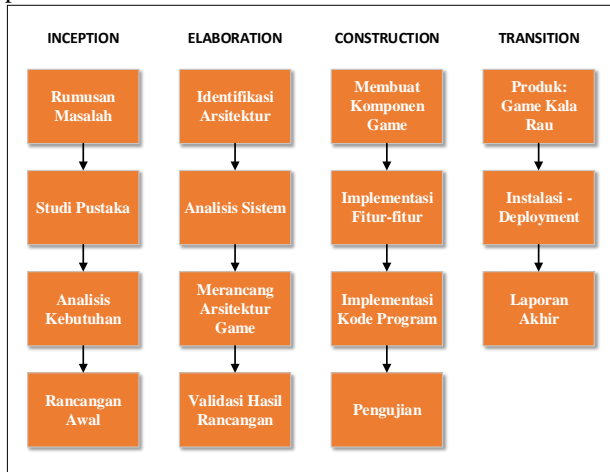 INCEPTION
Rumusan
Masalah
Studi Pustaka
Analisis
Kebutuhan
Rancangan
Awal
ELABORATION
Identifikasi
Arsitektur
Analisis Sistem
Merancang
Arsitektur
Game
Validasi Hasil
Rancangan
CONSTRUCTION
Membuat
Komponen
Game
Implementasi
Fitur-fitur
Implementasi
Kode Program
Pengujian
TRANSITION
Produk:
Game Kala
Rau
Instalasi -
Deployment
Laporan
Akhir